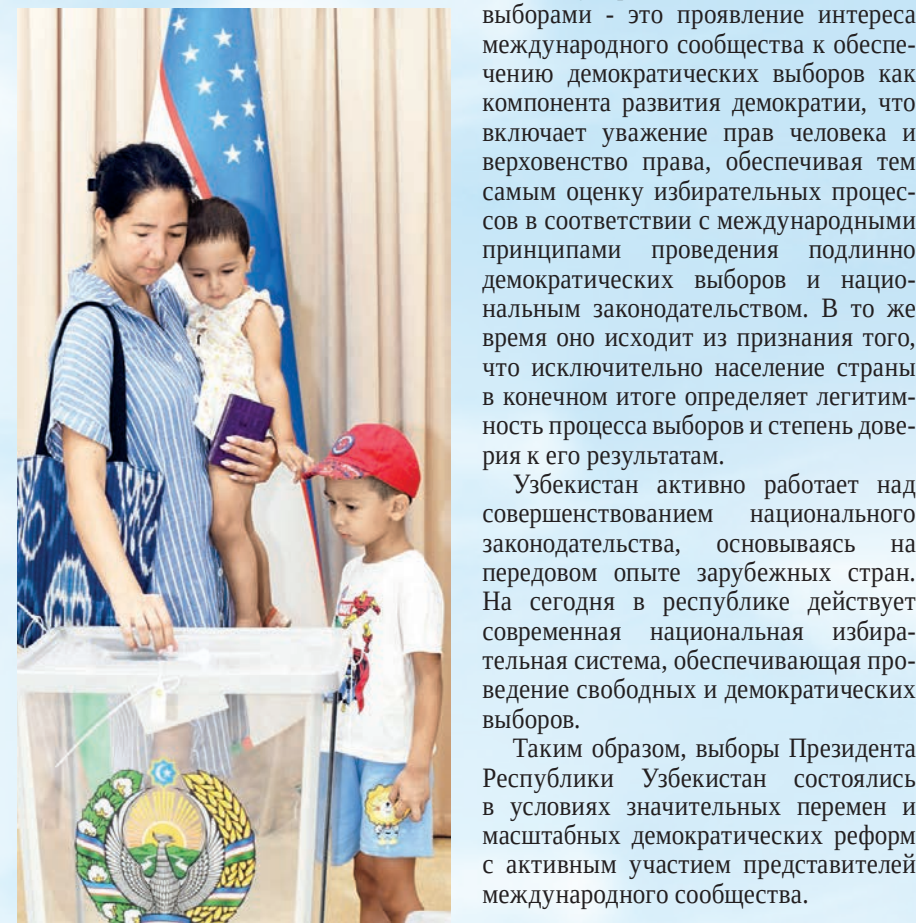 выборами - это проявление интереса
международного сообщества к обеспе-
чению демократических выборов как
компонента развития демократии, что
включает уважение прав человека и
верховенство права, обеспечивая тем
самым оценку избирательных процес-
сов в соответствии с международными
принципами проведения подлинно
демократических выборов и нацио-
нальным законодательством. В то же
время оно исходит из признания того,
что исключительно население страны
в конечном итоге определяет легитим-
ность процесса выборов и степень дове-
рия к его результатам.
Узбекистан активно работает над
совершенствованием национального
законодательства, основываясь на
передовом опыте зарубежных стран.
На сегодня в республике действует
современная национальная избира-
тельная система, обеспечивающая про-
ведение свободных и демократических
выборов.
Таким образом, выборы Президента
Республики Узбекистан состоялись
в условиях значительных перемен и
масштабных демократических реформ
с активным участием представителей
международного сообщества.